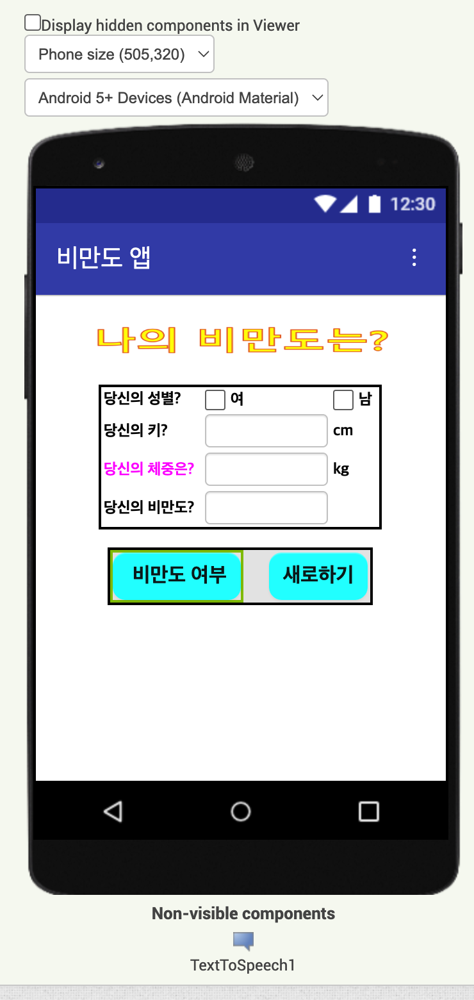 Display hidden components in Viewer
Phone size (505,320)
Android 5+ Devices (Android Material)
12:30
비만도 앱
나의 비만도는?
당신의 성별? 여 남
당신의 키? cm
당신의 체중은? kg
당신의 비만도?
비만도 여부 새로하기
Non-visible components
TextToSpeech1